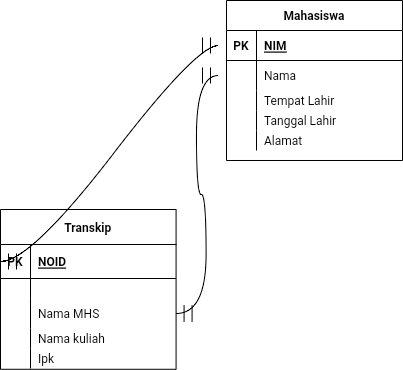 Mahasiswa
PK NIM
Nama
Tempat Lahir
Tanggal Lahir
Alamat
Transkip
PK NOID
Nama MHS
Nama kuliah
Ipk